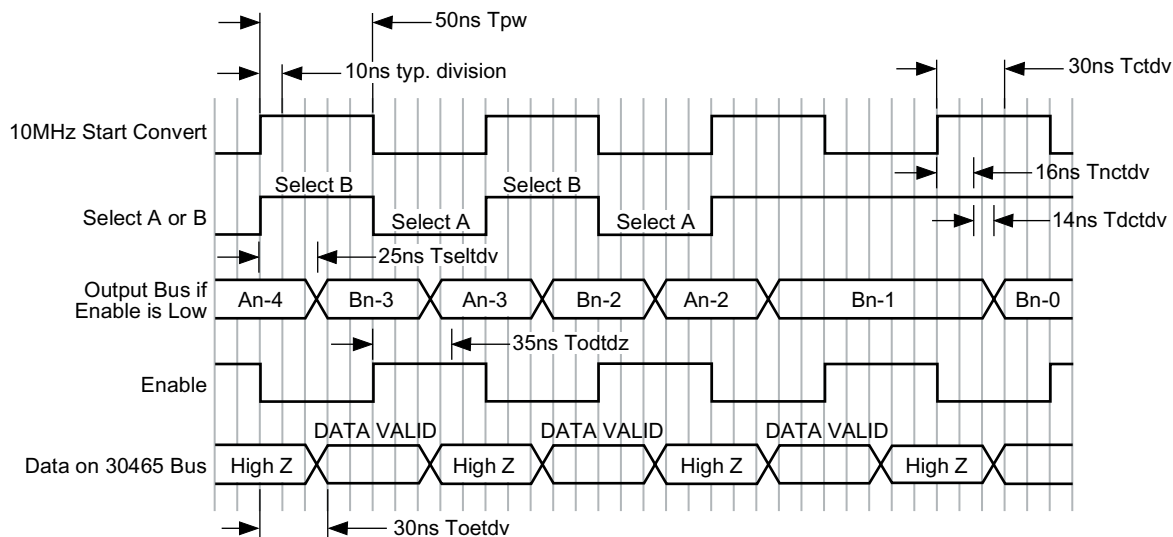 50ns Tpw
10ns typ. division
30ns Tctdv
10MHz Start Convert
16ns Tnctdv
Select B
Select B
Select A or B
Select A
Select A
14ns Tdctdv
25ns Tseltdv
Output Bus if
Enable is Low
An-4
Bn-3
An-3
Bn-2
An-2
Bn-1
Bn-0
35ns Todtdz
Enable
DATA VALID
DATA VALID
DATA VALID
Data on 30465 Bus
High Z
High Z
High Z
High Z
30ns Toetdv